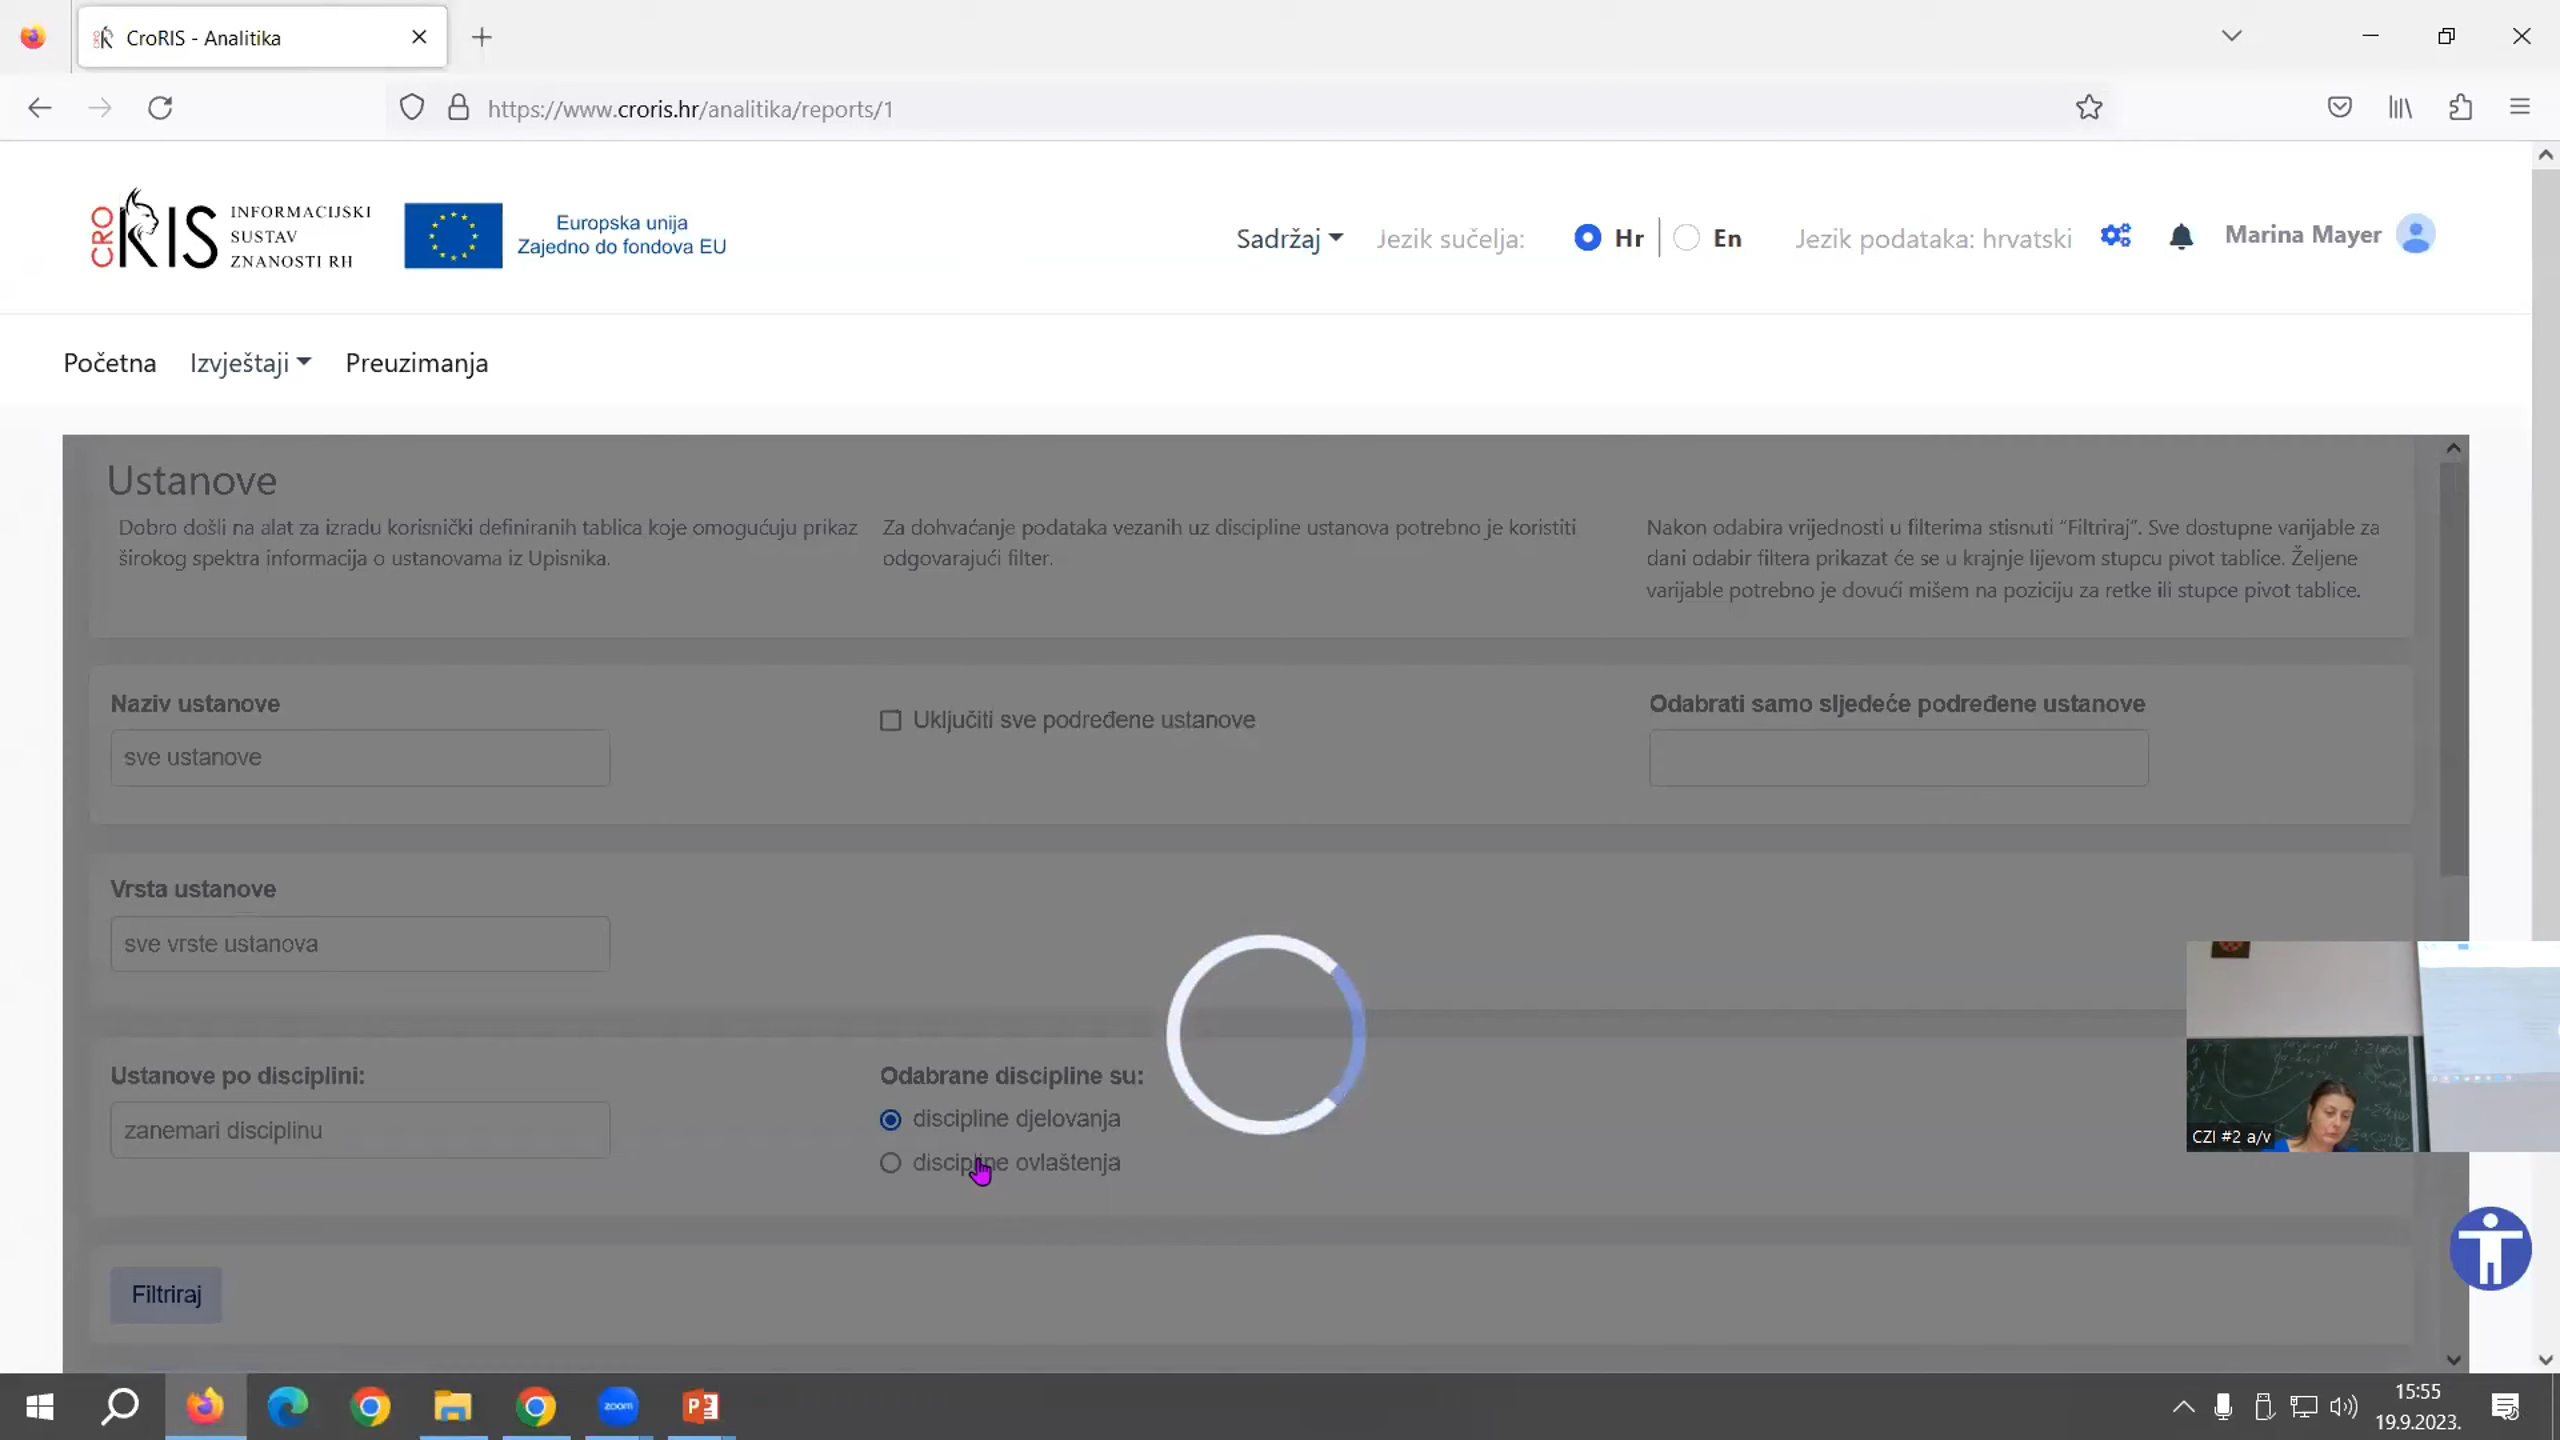 CroRIS - Analitika
https://www.croris.hr/analitika/reports/1
CRO RIS
INFORMACIJSKI
SUSTAV
ZNANOSTI RH
Europska unija
Zajedno do fondova EU
Sadržaj
Jezik sučelja:
Hr
En
Jezik podataka: hrvatski
Marina Mayer
Početna
Izvještaji
Preuzimanja
Ustanove
Dobro došli na alat za izradu korisnički definiranih tablica koje omogućuju prikaz
širokog spektra informacija o ustanovama iz Upisnika.
Za dohvaćanje podataka vezanih uz discipline ustanova potrebno je koristiti
odgovarajući filter.
Nakon odabira vrijednosti u filterima stisnuti “Filtriraj”. Sve dostupne varijable za
dani odabir filtera prikazat će se u krajnje lijevom stupcu pivot tablice. Željene
varijable potrebno je dovući mišem na poziciju za retke ili stupce pivot tablice.
Naziv ustanove
sve ustanove
Uključiti sve podređene ustanove
Odabrati samo sljedeće podređene ustanove
Vrsta ustanove
sve vrste ustanova
Ustanove po disciplini:
zanemari disciplinu
Odabrane discipline su:
discipline djelovanja
discipline ovlaštenja
Filtriraj
CZI #2 a/v
zoom
15:55
19.9.2023.